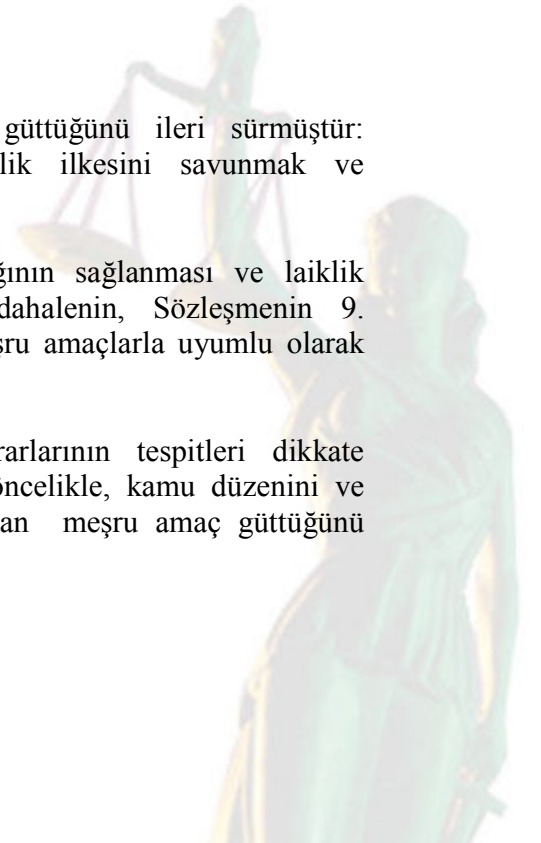 güttüğünü ileri sürmüştür:
lik ilkesini savunmak ve
ğının sağlanması ve laiklik
dahalenin, Sözleşmenin 9.
şru amaçlarla uyumlu olarak
rarlarının tespitleri dikkate
öncelikle, kamu düzenini ve
an meşru amaç güttüğünü